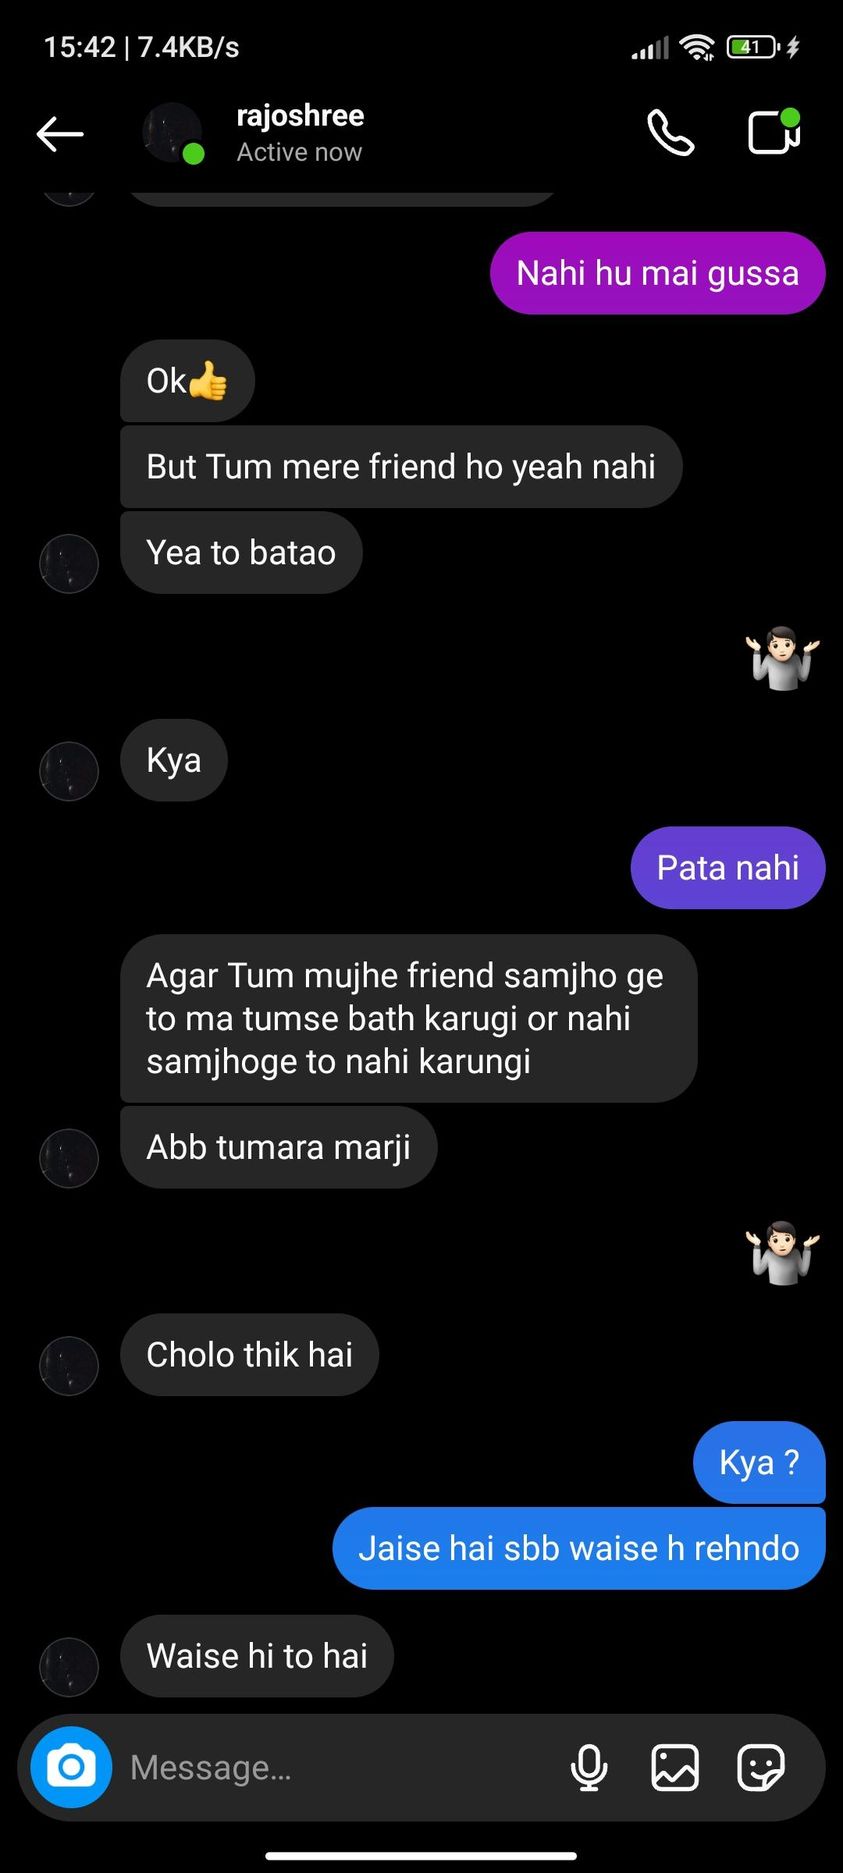 15:42 | 7.4KB/s
41
rajoshree
Active now
Nahi hu mai gussa
Ok👍
But Tum mere friend ho yeah nahi
Yea to batao
🤷🏻‍♂️
Kya
Pata nahi
Agar Tum mujhe friend samjho ge
to ma tumse bath karugi or nahi
samjhoge to nahi karungi
Abb tumara marji
🤷🏻‍♂️
Cholo thik hai
Kya ?
Jaise hai sbb waise h rehndo
Waise hi to hai
Message...